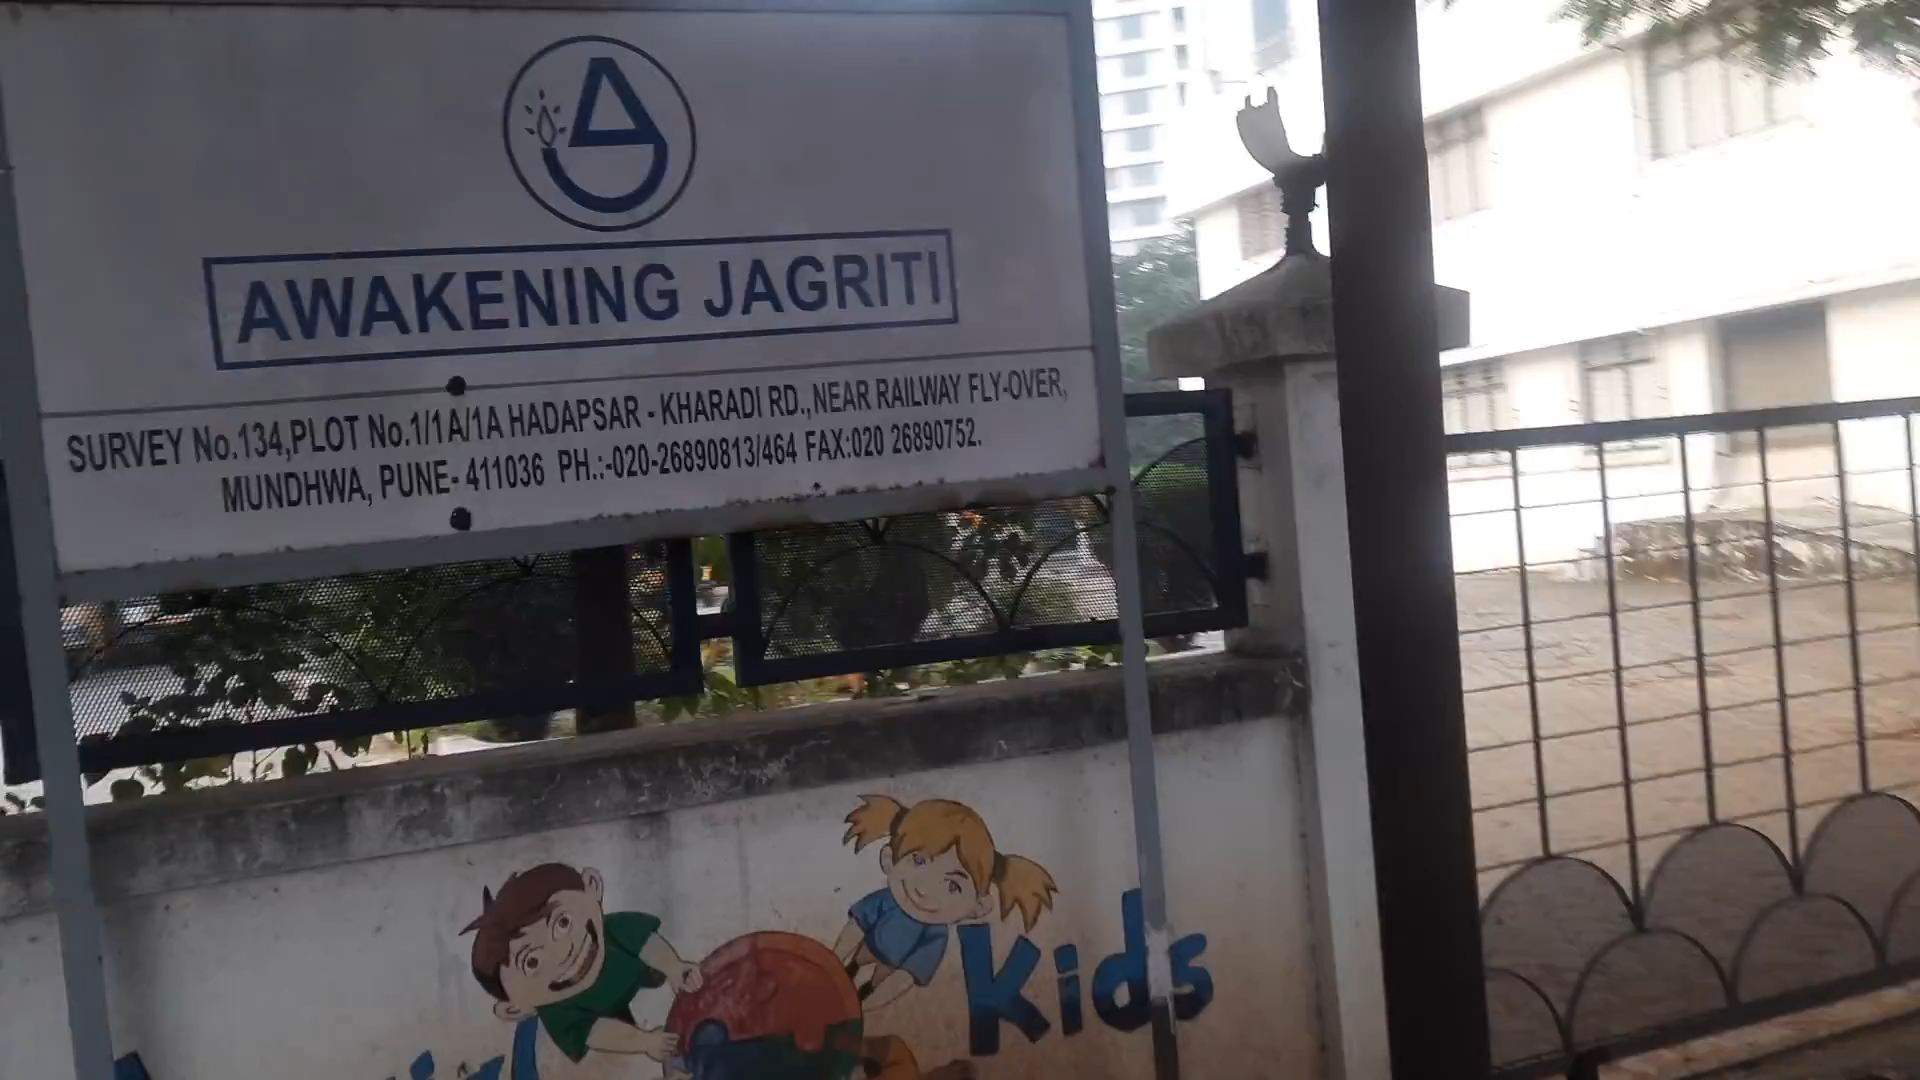 AWAKENING JAGRITI
SURVEY No.134,PLOT No.1/1A/1A HADAPSAR - KHARADI RD.,NEAR RAILWAY FLY-OVER,
MUNDHWA, PUNE- 411036 PH.:-020-26890813/464 FAX:020 26890752.
Kids